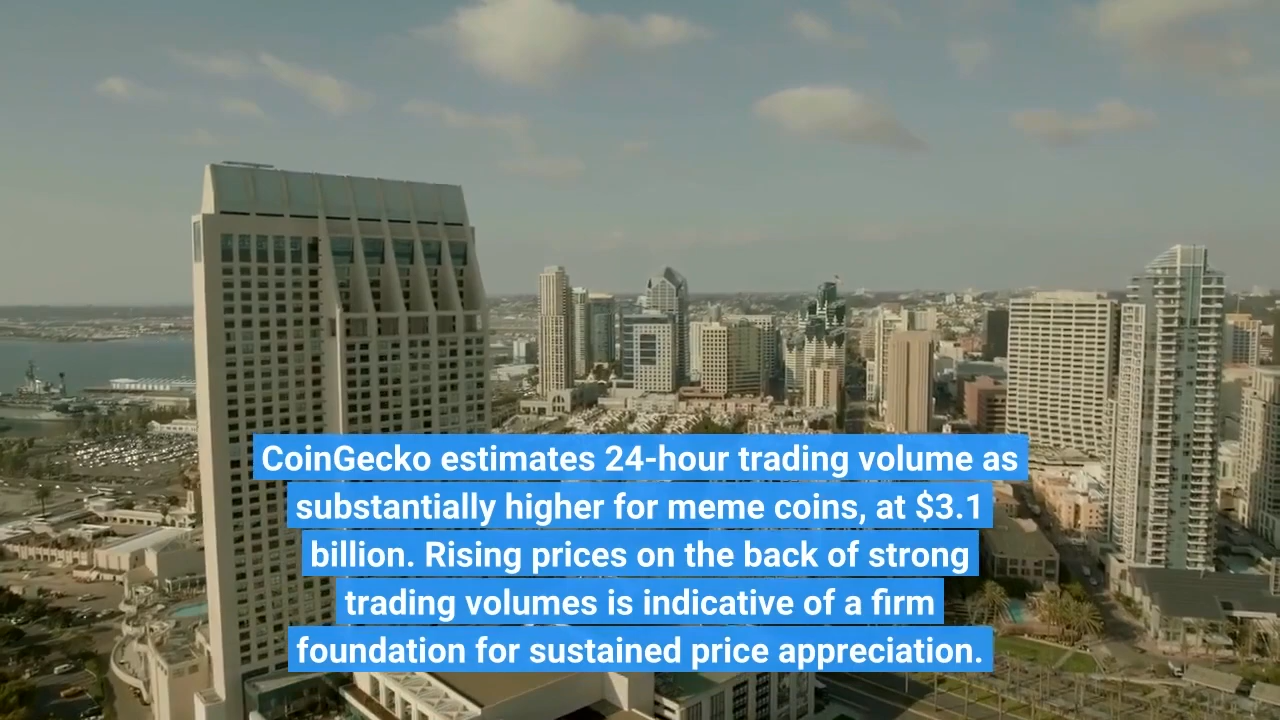 CoinGecko estimates 24-hour trading volume as
substantially higher for meme coins, at $3.1
billion. Rising prices on the back of strong
trading volumes is indicative of a firm
foundation for sustained price appreciation.